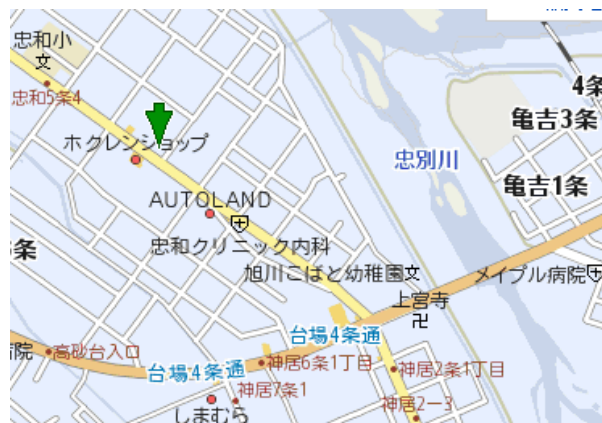 忠和小
文
忠和5条4
4条
亀吉3条
ホクレンショップ
忠別川
亀吉1条
AUTOLAND
忠和クリニック内科
条
旭川こばと幼稚園文
メイプル病院
上宮寺
卍
台場4条通
院
高砂台入口
台場4条通
神居6条1丁目
神居2条1丁目
神居7条1
しまむら
神居2-3